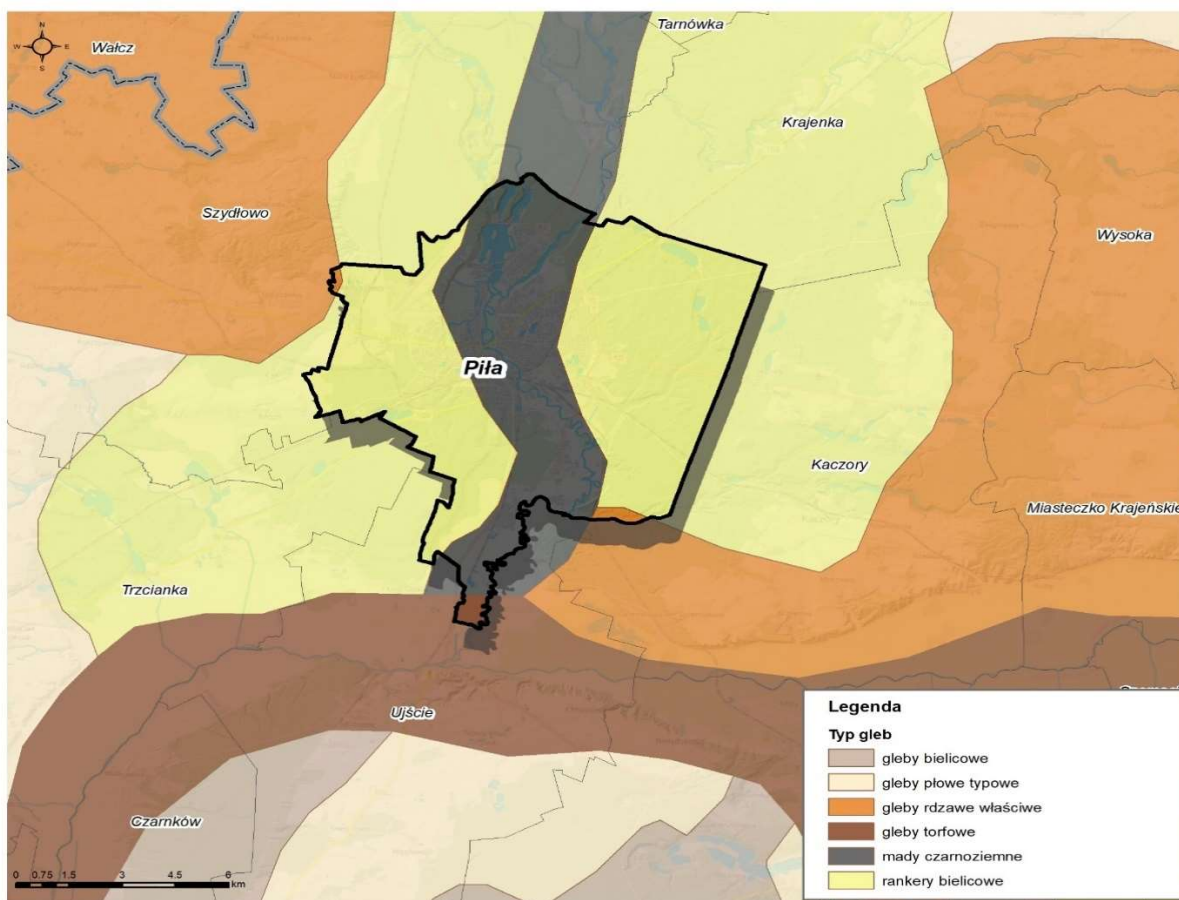 N
W E
S
Wałcz
Tarnówka
Krajenka
Szydłowo
Wysoka
Piła
Kaczory
Miasteczko Krajeńskie
Trzcianka
Ujście
Czarnków
Legenda
Typ gleb
gleby bielicowe
gleby płowe typowe
gleby rdzawe właściwe
gleby torfowe
mady czarnoziemne
rankery bielicowe
0 0.75 1.5 3 4.5 6
km